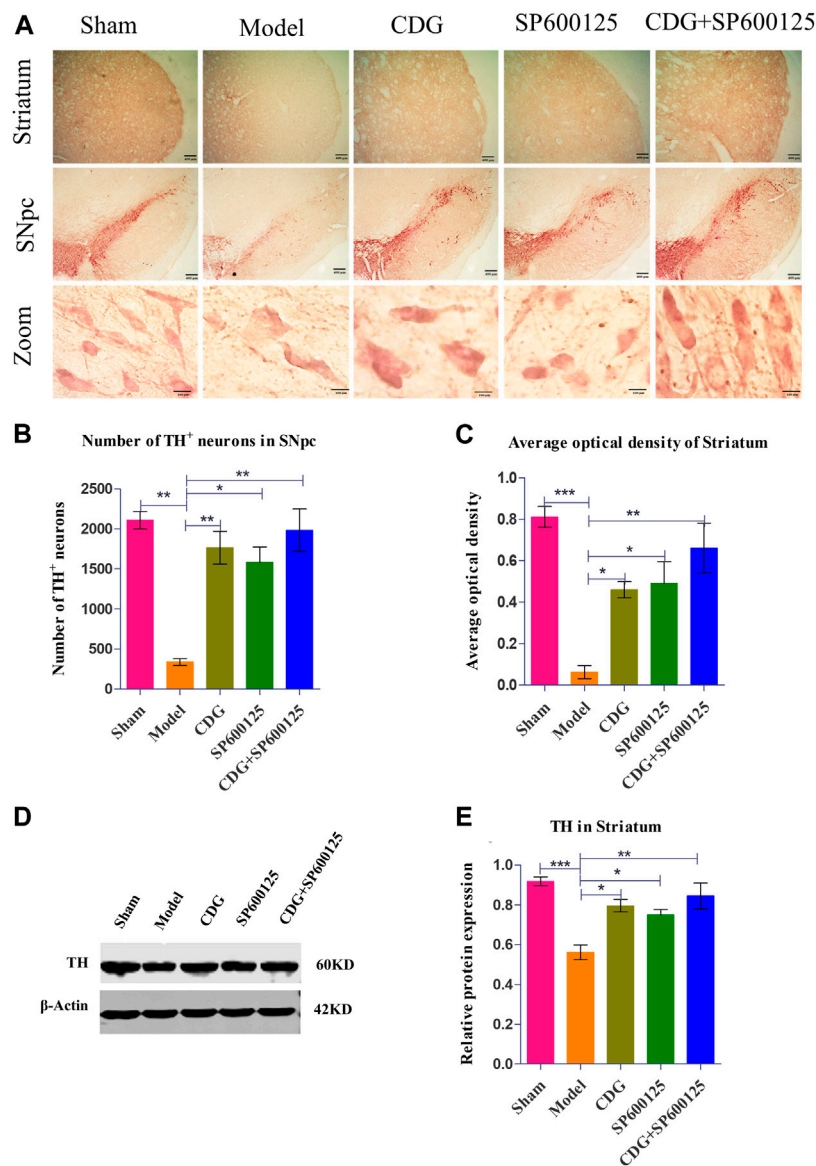 A
Sham Model CDG SP600125 CDG+SP600125
Striatum
SNpc
Zoom
B
Number of TH⁺ neurons in SNpc
Number of TH⁺ neurons
2500
2000
1500
1000
500
0
** ** * **
Sham Model CDG SP600125 CDG+SP600125
C
Average optical density of Striatum
Average optical density
1.0
0.8
0.6
0.4
0.2
0.0
*** * * **
Sham Model CDG SP600125 CDG+SP600125
D
Sham Model CDG SP600125 CDG+SP600125
TH 60KD
β-Actin 42KD
E
TH in Striatum
Relative protein expression
1.0
0.8
0.6
0.4
0.2
0.0
*** * * **
Sham Model CDG SP600125 CDG+SP600125